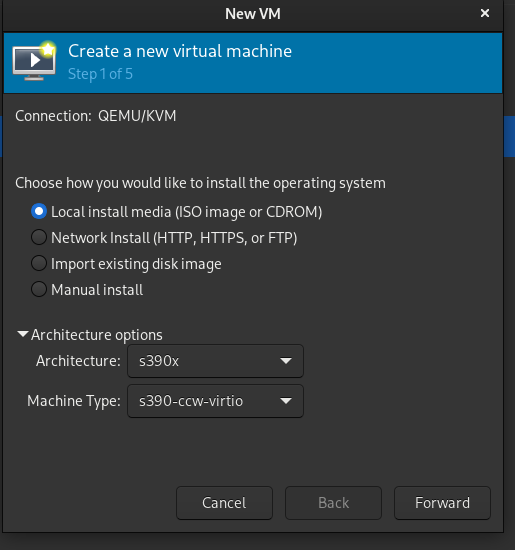 New VM
Create a new virtual machine
Step 1 of 5
Connection: QEMU/KVM
Choose how you would like to install the operating system
Local install media (ISO image or CDROM)
Network Install (HTTP, HTTPS, or FTP)
Import existing disk image
Manual install
Architecture options
Architecture: s390x
Machine Type: s390-ccw-virtio
Cancel Back Forward